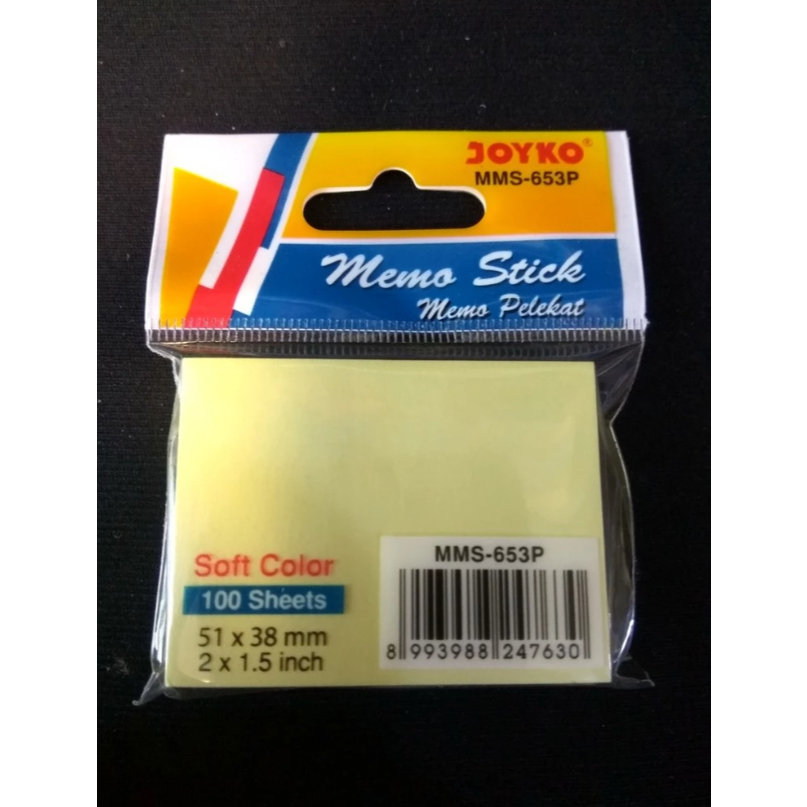 JOYKO®
MMS-653P
Memo Stick
Memo Pelekat
Soft Color
100 Sheets
51 x 38 mm
2 x 1.5 inch
MMS-653P
8 993988 247630